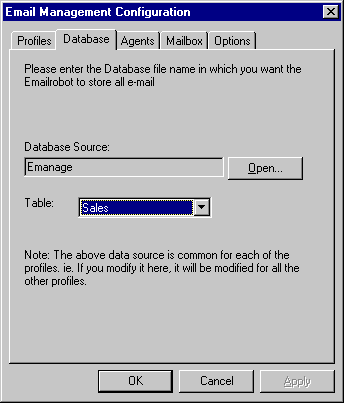 Email Management Configuration
Profiles Database Agents Mailbox Options
Please enter the Database file name in which you want the
Emailrobot to store all e-mail
Database Source:
Emanage Open...
Table: Sales
Note: The above data source is common for each of the
profiles. ie. If you modify it here, it will be modified for all the
other profiles.
OK Cancel Apply